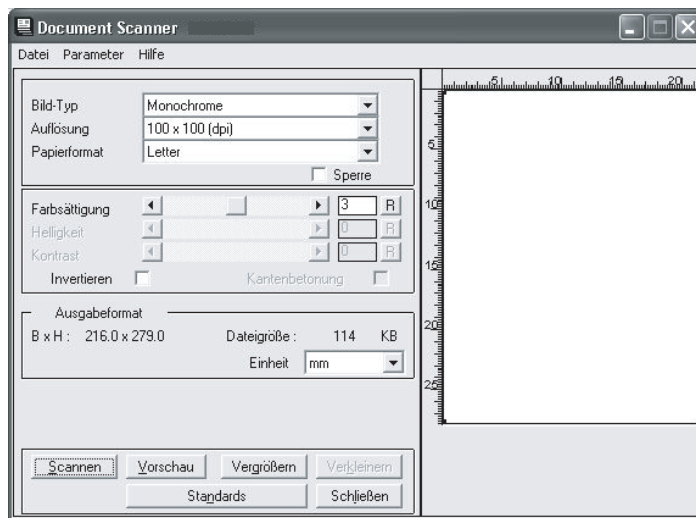 Document Scanner
Datei Parameter Hilfe
Bild-Typ Monochrome
Auflösung 100 x 100 (dpi)
Papierformat Letter
Sperre
Farbsättigung 3 R
Helligkeit 0 R
Kontrast 0 R
Invertieren Kantenbetonung
Ausgabeformat
B x H : 216.0 x 279.0 Dateigröße : 114 KB
Einheit mm
Scannen Vorschau Vergrößern Verkleinern
Standards Schließen
5 10 15 20
5
10
15
20
25